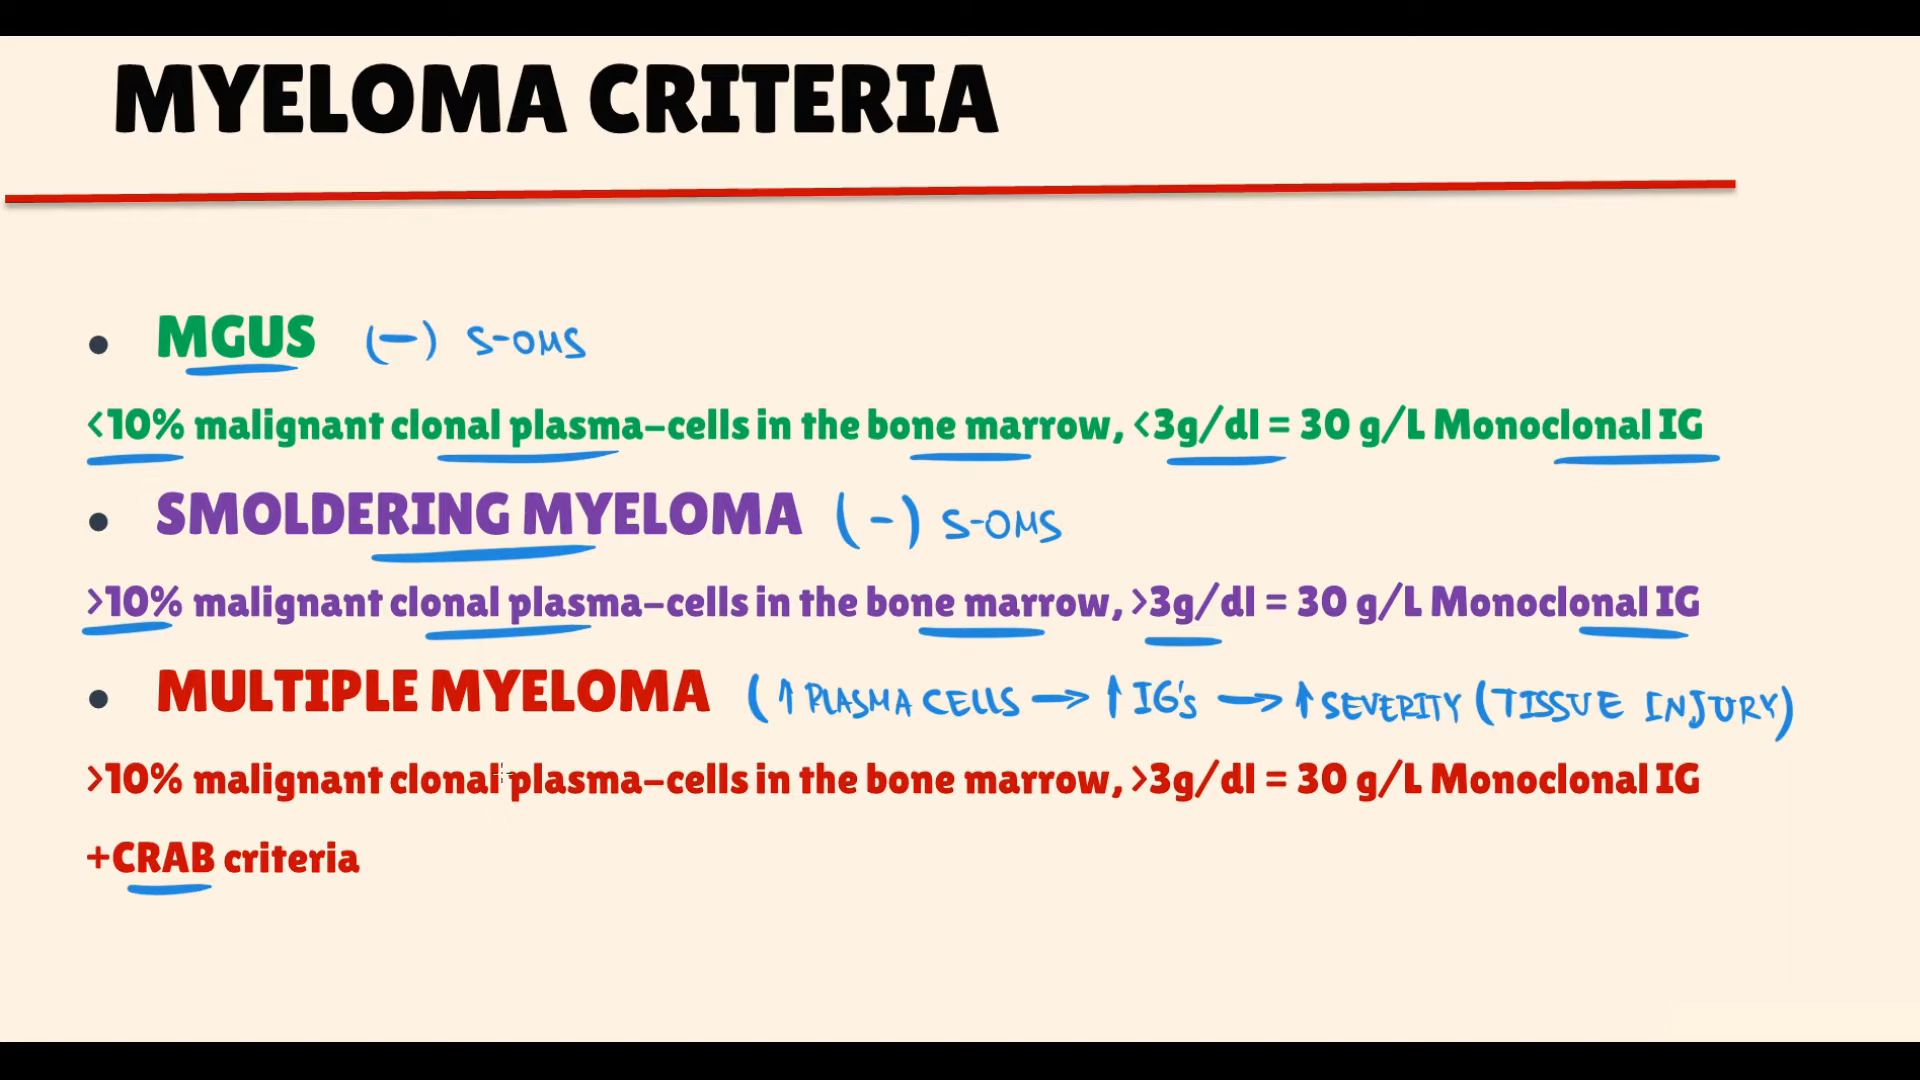 MYELOMA CRITERIA
• MGUS (-) S-OMS
<10% malignant clonal plasma-cells in the bone marrow, <3g/dl = 30 g/L Monoclonal IG
• SMOLDERING MYELOMA (-) S-OMS
>10% malignant clonal plasma-cells in the bone marrow, >3g/dl = 30 g/L Monoclonal IG
• MULTIPLE MYELOMA (↑ PLASMA CELLS → ↑ IG's → ↑ SEVERITY (TISSUE INJURY)
>10% malignant clonal plasma-cells in the bone marrow, >3g/dl = 30 g/L Monoclonal IG
+CRAB criteria